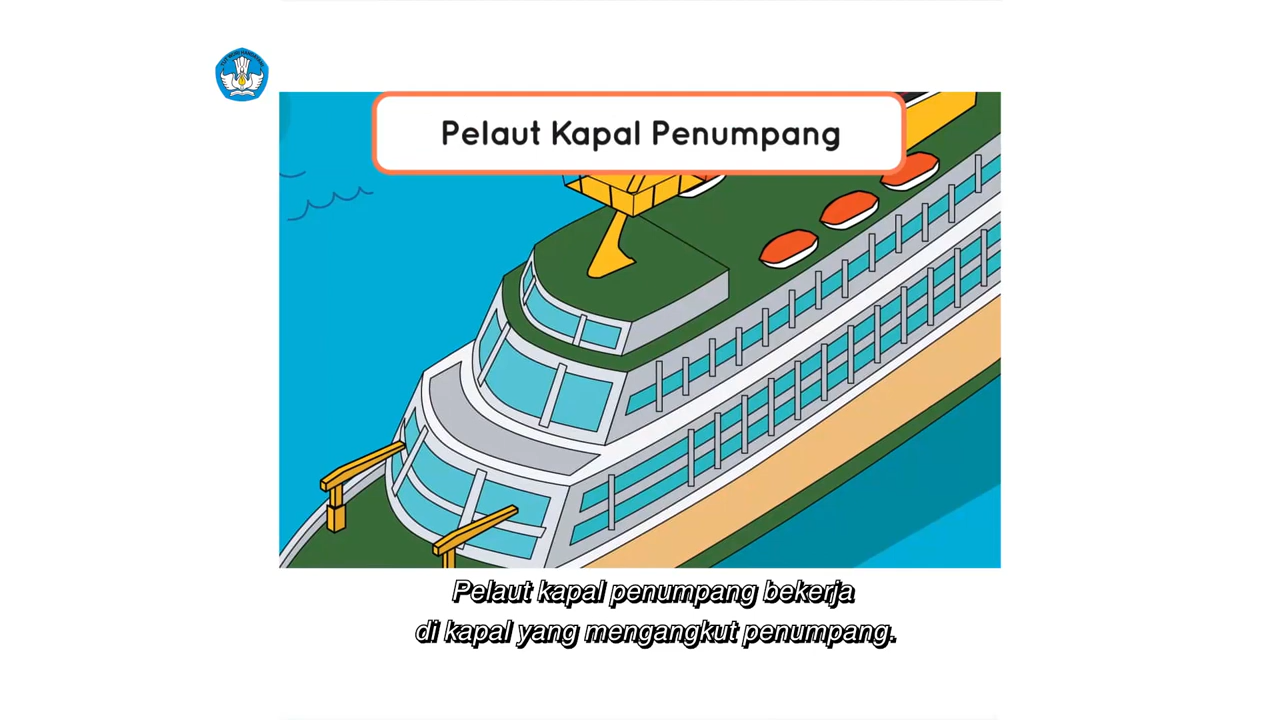 Pelaut Kapal Penumpang
Pelaut kapal penumpang bekerja
di kapal yang mengangkut penumpang.